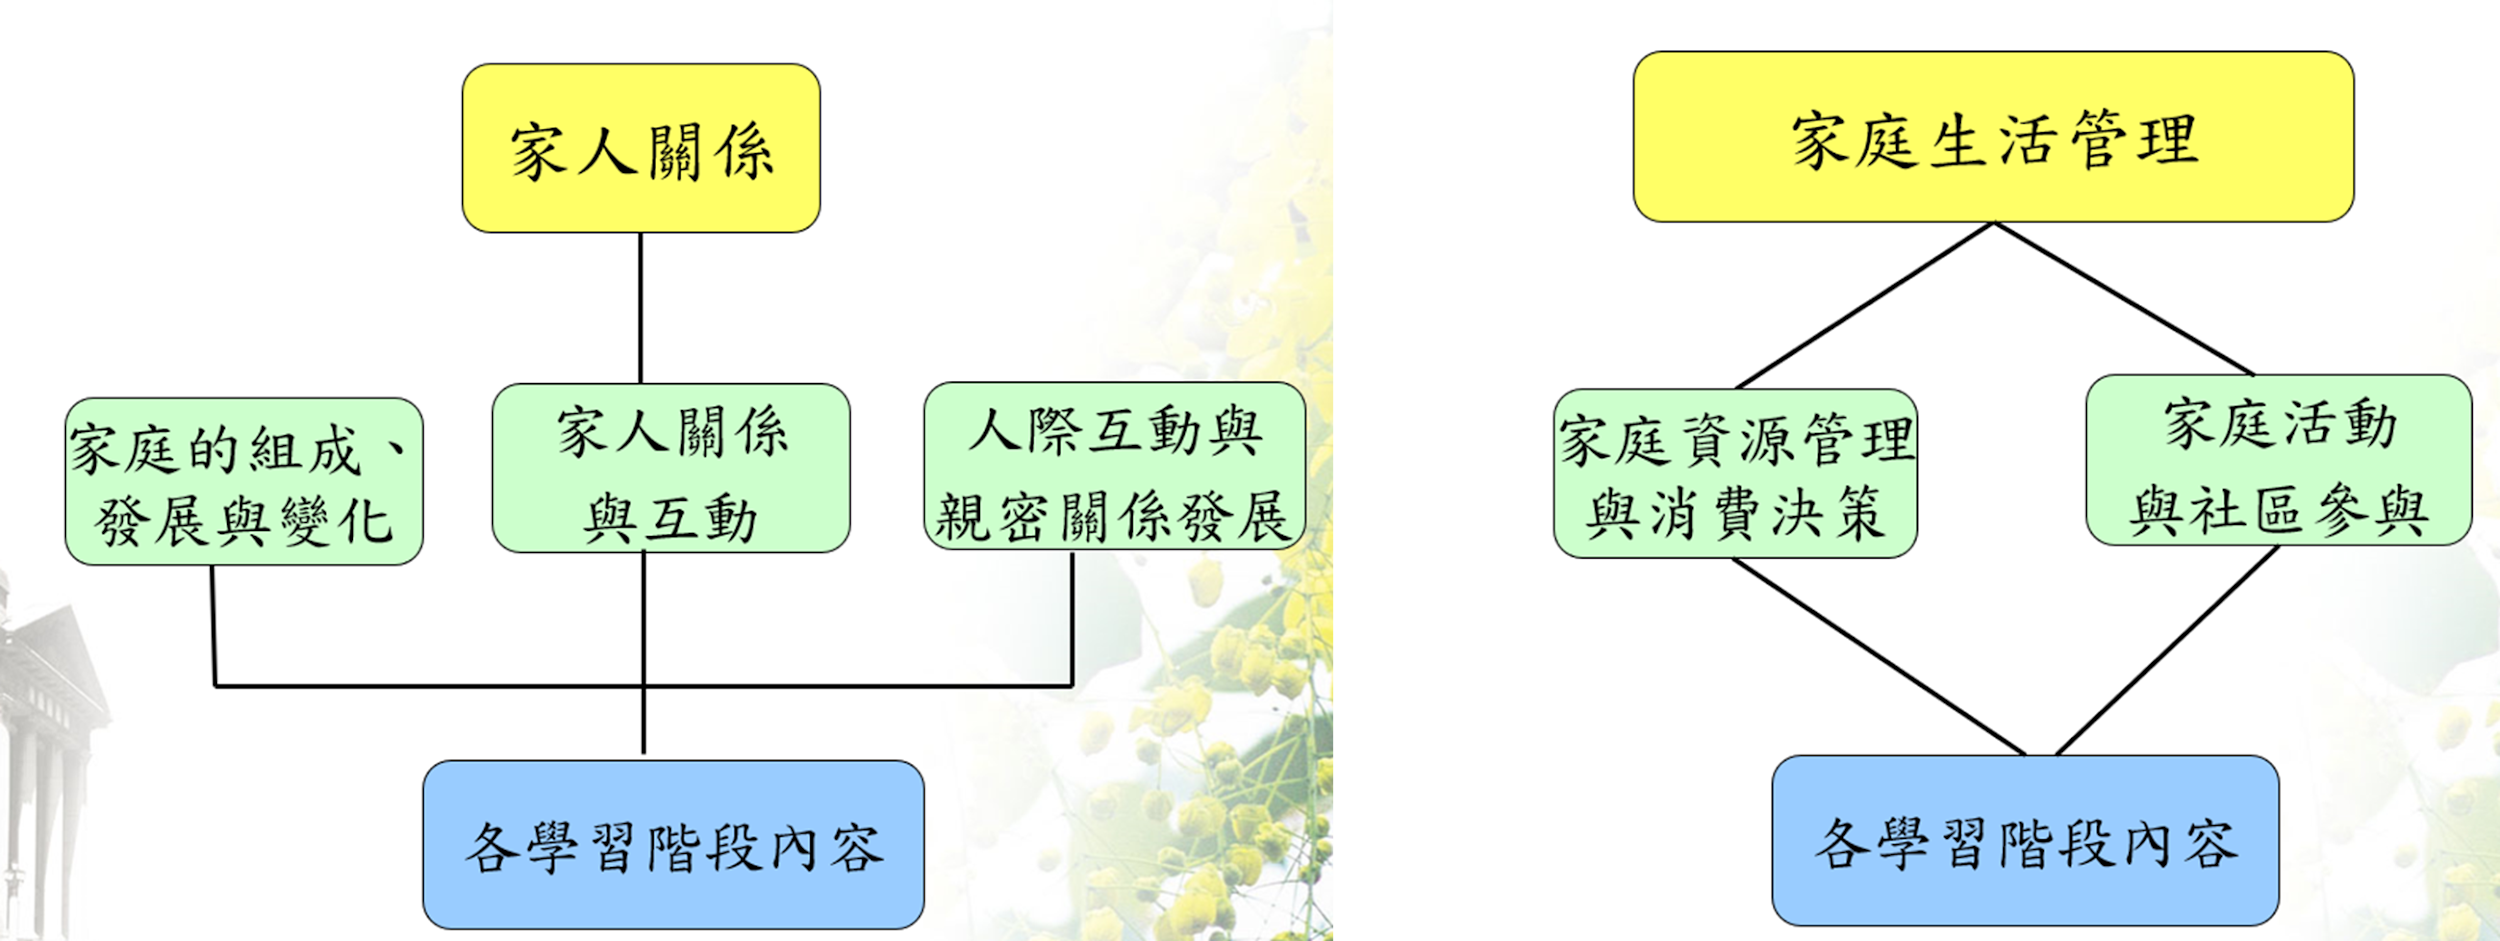 家人關係
家庭的組成、
發展與變化
家人關係
與互動
人際互動與
親密關係發展
各學習階段內容
家庭生活管理
家庭資源管理
與消費決策
家庭活動
與社區參與
各學習階段內容